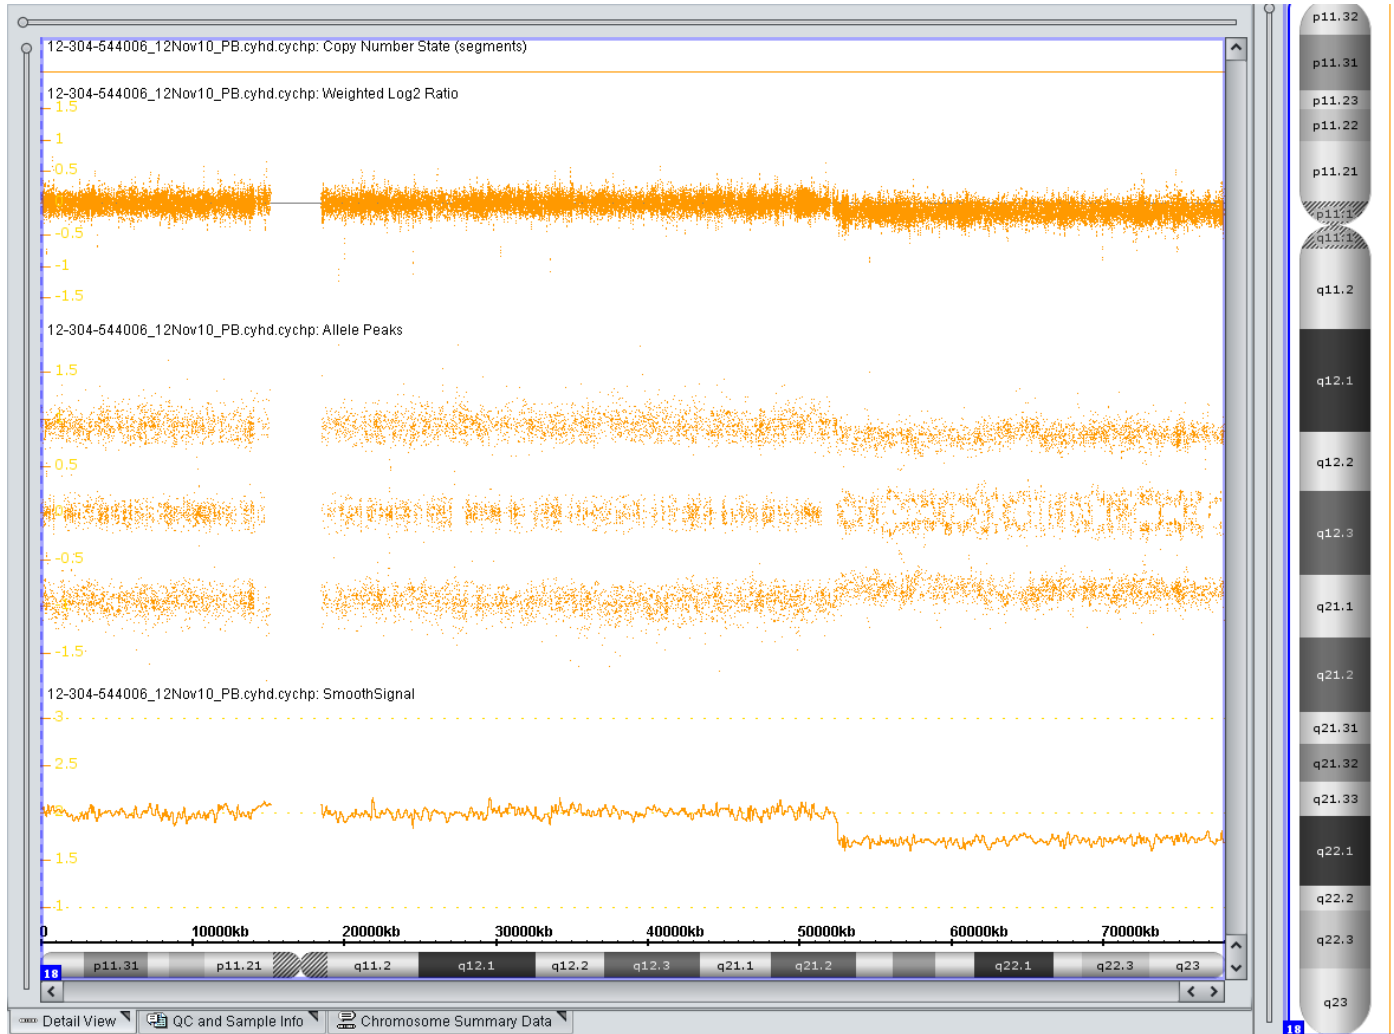 12-304-544006_12Nov10_PB.cyhd.cychp: Copy Number State (segments)
12-304-544006_12Nov10_PB.cyhd.cychp: Weighted Log2 Ratio
1.5
1
0.5
0
-0.5
-1
-1.5
12-304-544006_12Nov10_PB.cyhd.cychp: Allele Peaks
1.5
0.5
0
-0.5
-1.5
12-304-544006_12Nov10_PB.cyhd.cychp: SmoothSignal
3
2.5
2
1.5
1
0 10000kb 20000kb 30000kb 40000kb 50000kb 60000kb 70000kb
18 p11.31 p11.21 q11.2 q12.1 q12.2 q12.3 q21.1 q21.2 q22.1 q22.3 q23
Detail View QC and Sample Info Chromosome Summary Data
p11.32
p11.31
p11.23
p11.22
p11.21
p11.1
q11.1
q11.2
q12.1
q12.2
q12.3
q21.1
q21.2
q21.31
q21.32
q21.33
q22.1
q22.2
q22.3
q23
18